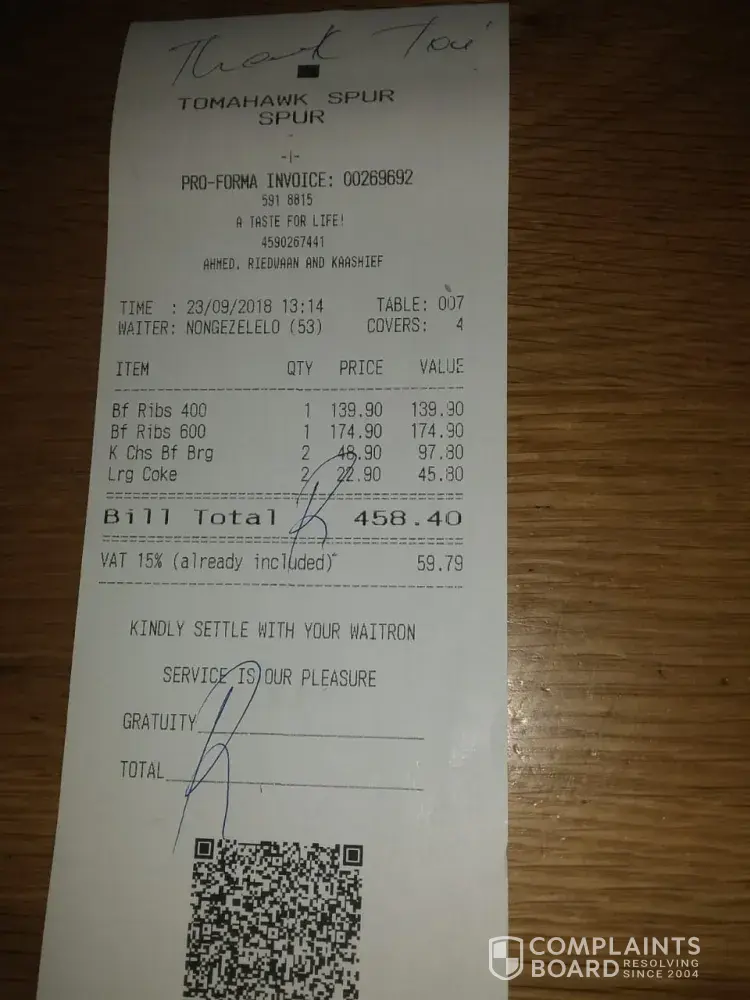 Thank You
TOMAHAWK SPUR
SPUR
-
-|-
PRO-FORMA INVOICE: 00269692
591 8815
A TASTE FOR LIFE!
4590267441
AHMED, RIEDWAAN AND KAASHIEF
TIME : 23/09/2018 13:14 TABLE: 007
WAITER: NONGEZELELO (53) COVERS: 4
ITEM QTY PRICE VALUE
Bf Ribs 400 1 139.90 139.90
Bf Ribs 600 1 174.90 174.90
K Chs Bf Brg 2 48.90 97.80
Lrg Coke 2 22.90 45.80
Bill Total R 458.40
VAT 15% (already included) 59.79
KINDLY SETTLE WITH YOUR WAITRON
SERVICE IS OUR PLEASURE
GRATUITY
TOTAL R
COMPLAINTS
BOARD RESOLVING
SINCE 2004